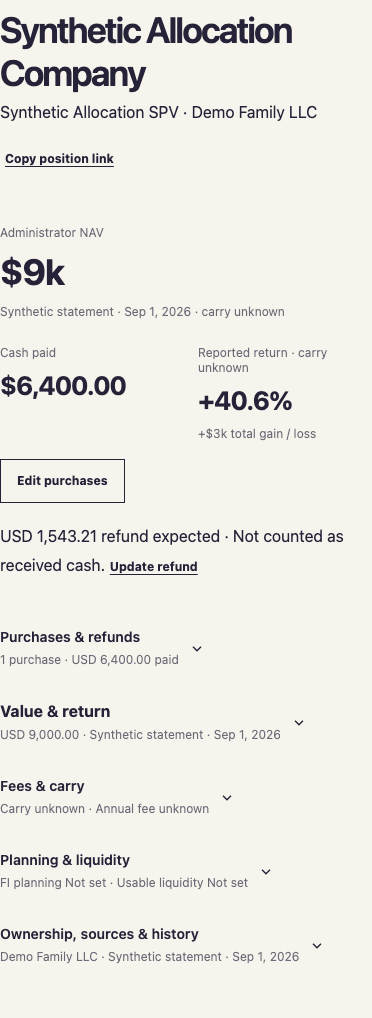 Synthetic Allocation
Company
Synthetic Allocation SPV · Demo Family LLC
Copy position link
Administrator NAV
$9k
Synthetic statement · Sep 1, 2026 · carry unknown
Cash paid
$6,400.00
Reported return · carry
unknown
+40.6%
+$3k total gain / loss
Edit purchases
USD 1,543.21 refund expected · Not counted as
received cash. Update refund
Purchases & refunds
1 purchase · USD 6,400.00 paid
Value & return
USD 9,000.00 · Synthetic statement · Sep 1, 2026
Fees & carry
Carry unknown · Annual fee unknown
Planning & liquidity
FI planning Not set · Usable liquidity Not set
Ownership, sources & history
Demo Family LLC · Synthetic statement · Sep 1, 2026